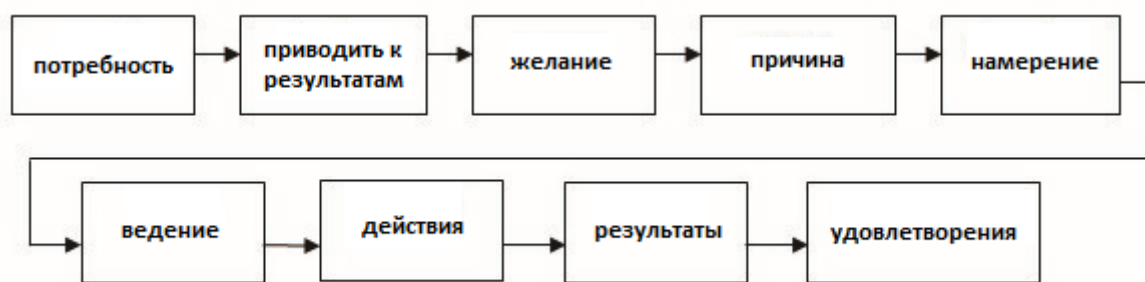 потребность
приводить к
результатам
желание
причина
намерение
ведение
действия
результаты
удовлетворения